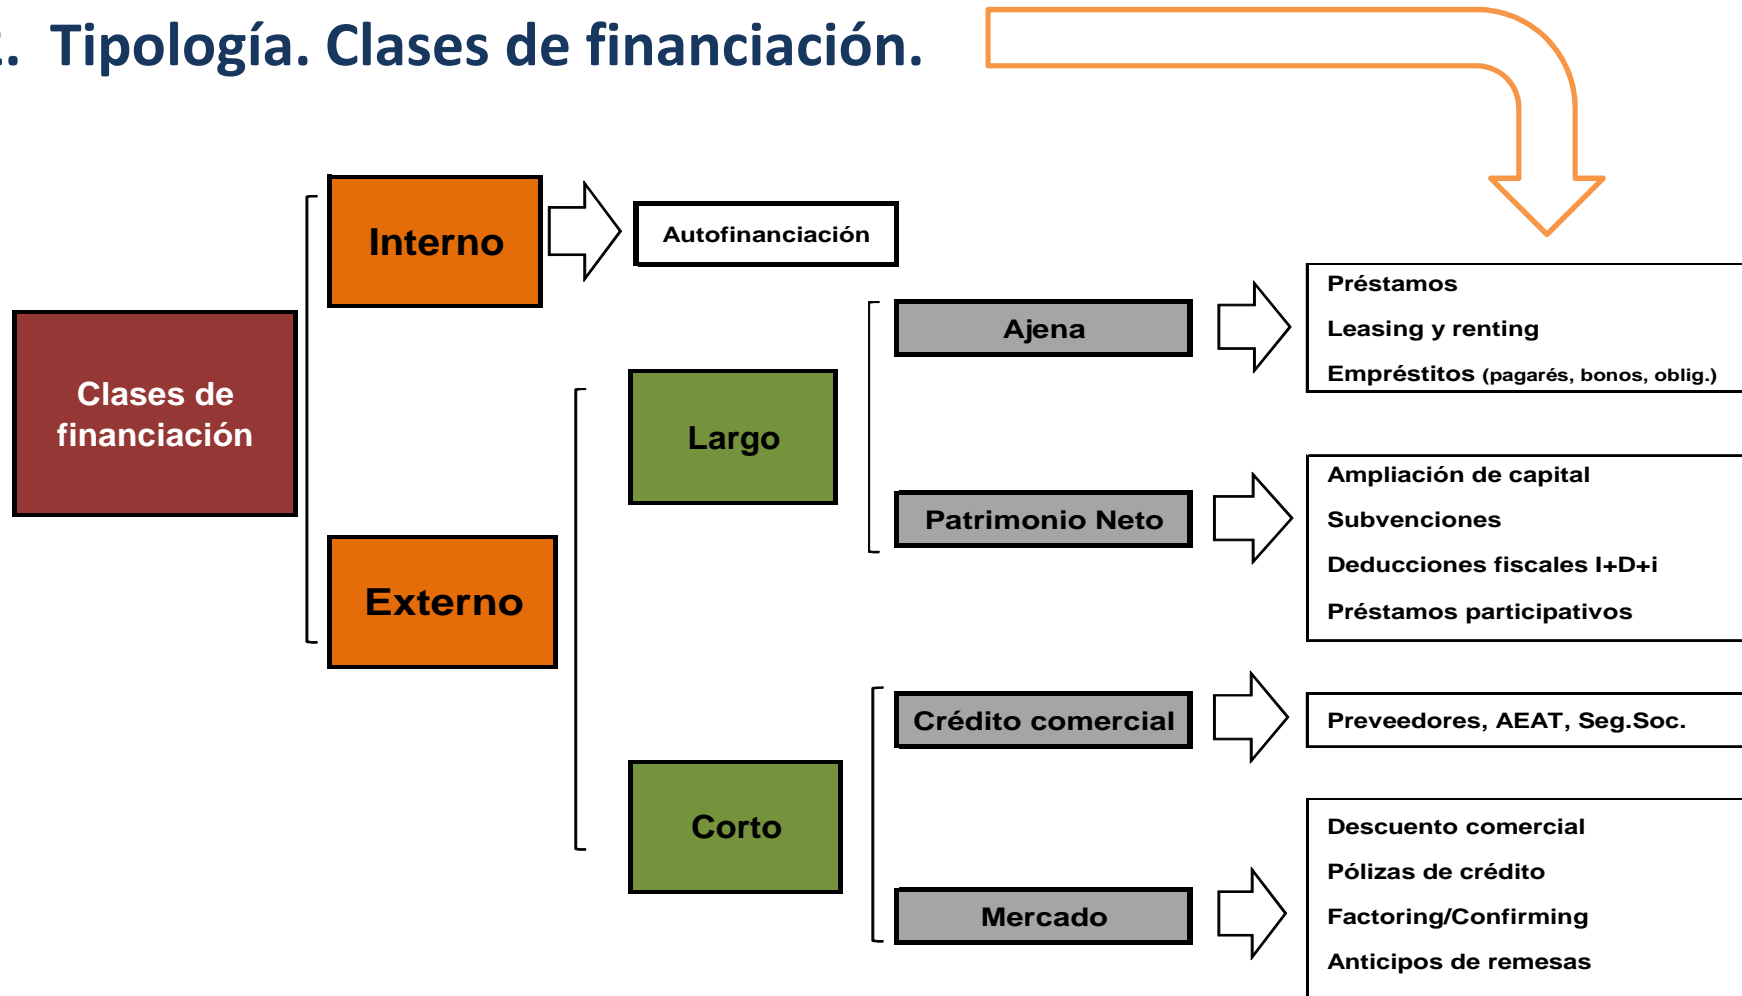 Tipología. Clases de financiación.
Interno
Autofinanciación
Clases de
financiación
Externo
Largo
Ajena
Préstamos
Leasing y renting
Empréstitos (pagarés, bonos, oblig.)
Patrimonio Neto
Ampliación de capital
Subvenciones
Deducciones fiscales I+D+i
Préstamos participativos
Corto
Crédito comercial
Preveedores, AEAT, Seg.Soc.
Mercado
Descuento comercial
Pólizas de crédito
Factoring/Confirming
Anticipos de remesas